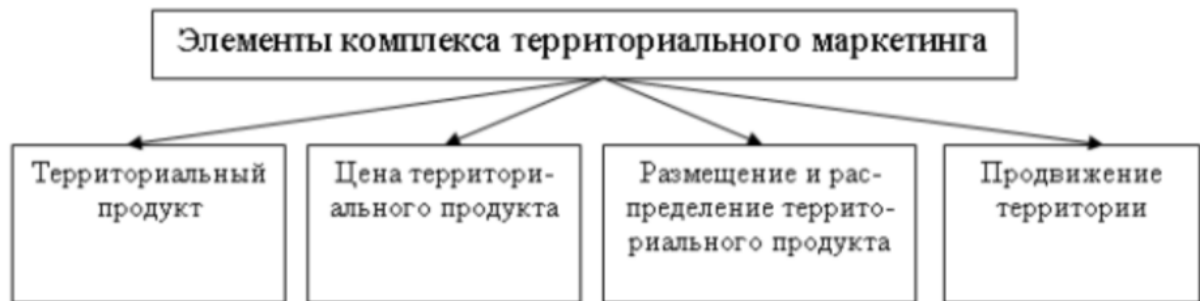 Элементы комплекса территориального маркетинга
Территориальный
продукт
Цена территори-
ального продукта
Размещение и рас-
пределение террито-
риального продукта
Продвижение
территории